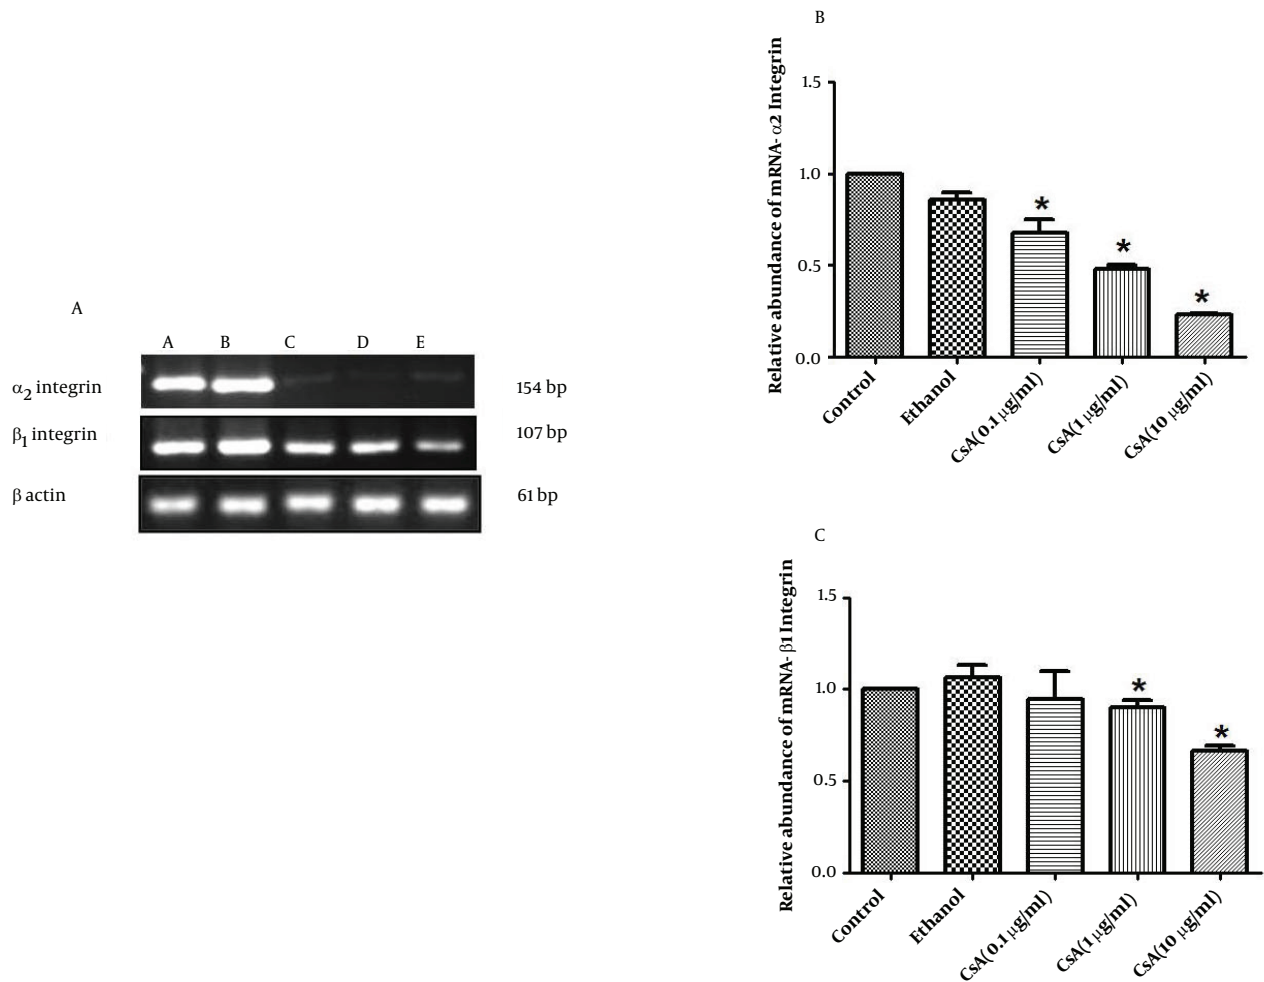 A
A B C D E
α2 integrin 154 bp
β1 integrin 107 bp
β actin 61 bp
B
Relative abundance of mRNA- α2 Integrin
1.5
1.0
0.5
0.0
*
*
*
Control
Ethanol
CsA(0.1 µg/ml)
CsA(1 µg/ml)
CsA(10 µg/ml)
C
Relative abundance of mRNA- β1 Integrin
1.5
1.0
0.5
0.0
*
*
Control
Ethanol
CsA(0.1 µg/ml)
CsA(1 µg/ml)
CsA(10 µg/ml)